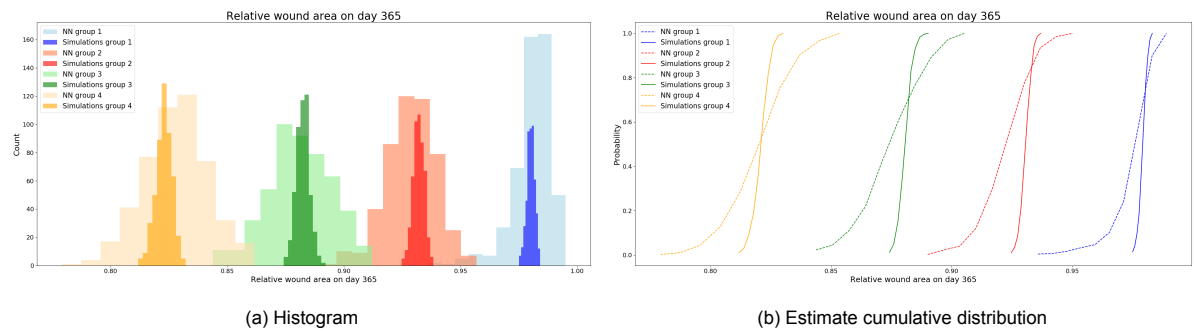 Relative wound area on day 365
NN group 1
Simulations group 1
NN group 2
Simulations group 2
NN group 3
Simulations group 3
NN group 4
Simulations group 4
Count
160
140
120
100
80
60
40
20
0
0.80 0.85 0.90 0.95 1.00
Relative wound area on day 365
(a) Histogram
Relative wound area on day 365
NN group 1
Simulations group 1
NN group 2
Simulations group 2
NN group 3
Simulations group 3
NN group 4
Simulations group 4
Probability
1.0
0.8
0.6
0.4
0.2
0.0
0.80 0.85 0.90 0.95
Relative wound area on day 365
(b) Estimate cumulative distribution